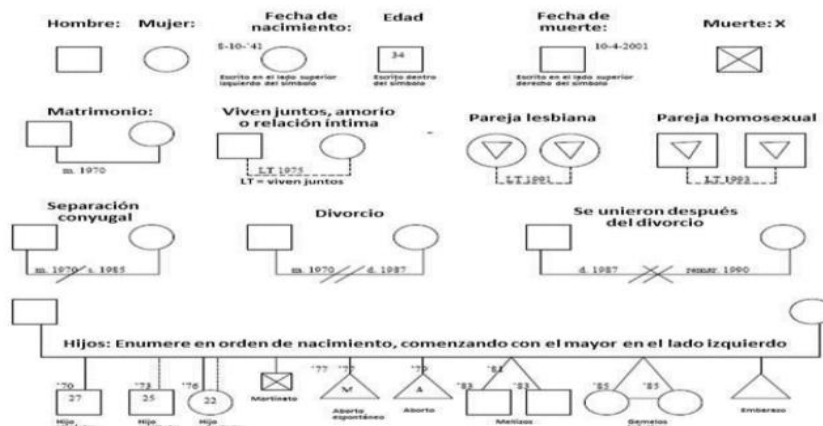 Hombre:
Mujer:
Fecha de
nacimiento:
Edad
Fecha de
muerte:
Muerte: X
8-10-'41
34
10-4-2001
Escrito en el lado superior
izquierdo del símbolo
Escrito dentro
del símbolo
Escrito en el lado superior
derecho del símbolo
Matrimonio:
Viven juntos, amorío
o relación íntima
Pareja lesbiana
Pareja homosexual
m. 1970
LT 1975
LT = viven juntos
LT 1991
LT 1993
Separación
conyugal
Divorcio
Se unieron después
del divorcio
m. 1970 s. 1985
m. 1970 d. 1987
d. 1987 remar. 1990
Hijos: Enumere en orden de nacimiento, comenzando con el mayor en el lado izquierdo
'70
'73
'76
'77
'77
'79
'83
'83
'85
'85
27
25
22
M
A
Hijo
Hijo
Hijo
Mortinato
Aborto
espontáneo
Aborto
Mellizos
Gemelos
Embarazo